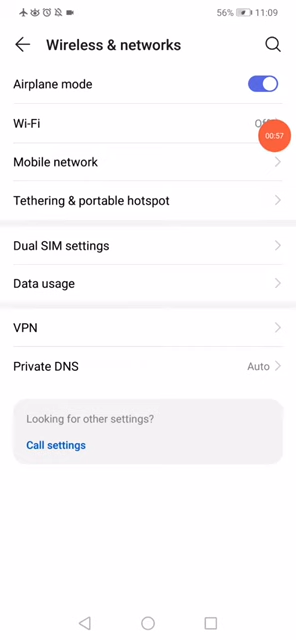 56% 11:09
Wireless & networks
Airplane mode
Wi-Fi Off
00:57
Mobile network
Tethering & portable hotspot
Dual SIM settings
Data usage
VPN
Private DNS Auto
Looking for other settings?
Call settings